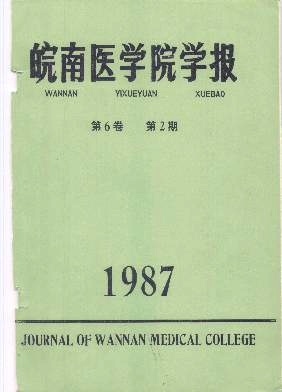 皖南医学院学报
WANNAN YIXUEYUAN XUEBAO
第6卷 第2期
1987
JOURNAL OF WANNAN MEDICAL COLLEGE